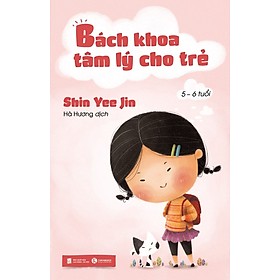 Bách khoa
tâm lý cho trẻ
5 - 6 tuổi
Shin Yee Jin
Hà Hương dịch